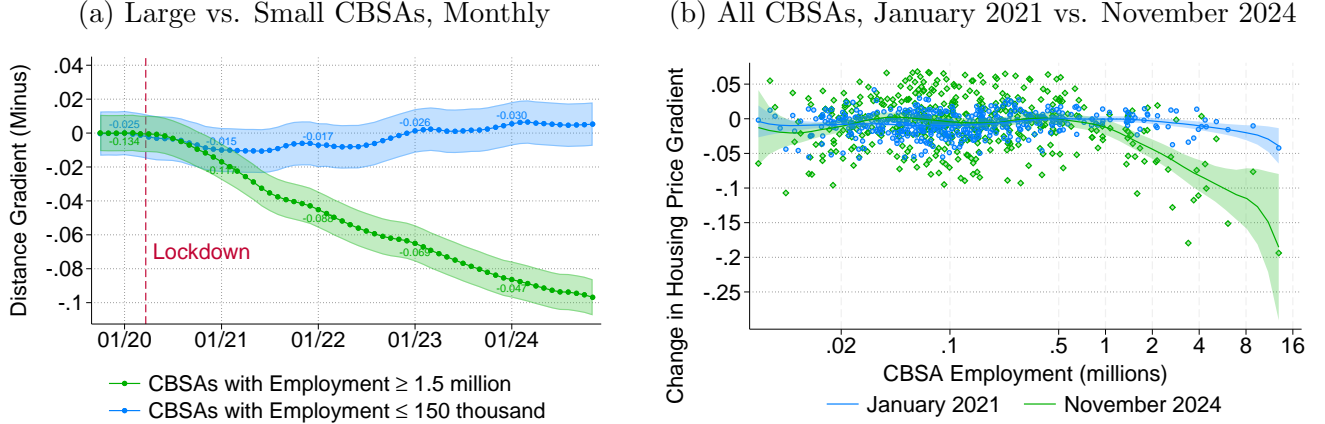 (a) Large vs. Small CBSAs, Monthly
Distance Gradient (Minus)
.04
.02
0
-.02
-.04
-.06
-.08
-.1
-0.025
-0.134
-0.015
-0.117
-0.017
-0.088
-0.026
-0.069
-0.030
-0.047
Lockdown
01/20 01/21 01/22 01/23 01/24
CBSAs with Employment ≥ 1.5 million
CBSAs with Employment ≤ 150 thousand
(b) All CBSAs, January 2021 vs. November 2024
Change in Housing Price Gradient
.05
0
-.05
-.1
-.15
-.2
-.25
.02 .1 .5 1 2 4 8 16
CBSA Employment (millions)
January 2021 November 2024